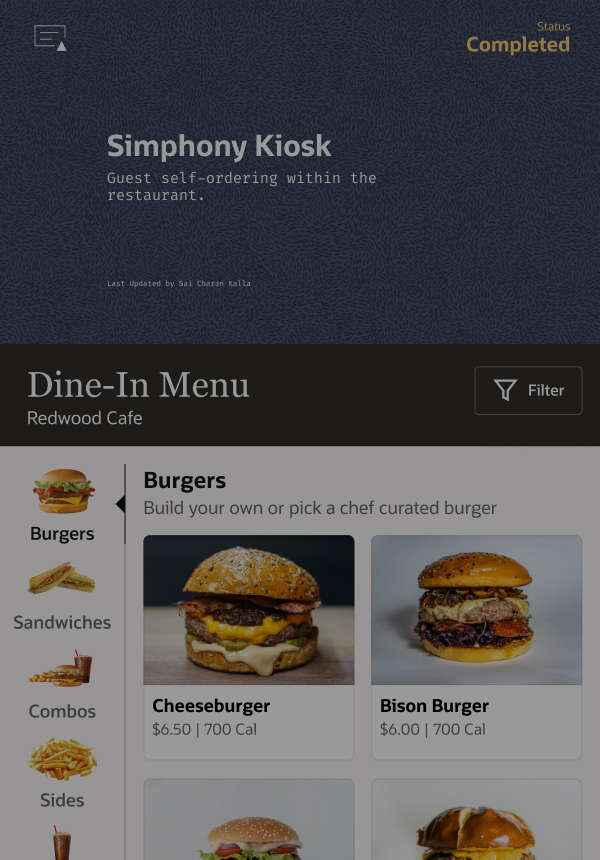 Status
Completed
Simphony Kiosk
Guest self-ordering within the
restaurant.
Last Updated by Sai Charan Kalla
Dine-In Menu
Redwood Cafe
Filter
Burgers
Build your own or pick a chef curated burger
Burgers
Sandwiches
Combos
Sides
Cheeseburger
$6.50 | 700 Cal
Bison Burger
$6.00 | 700 Cal